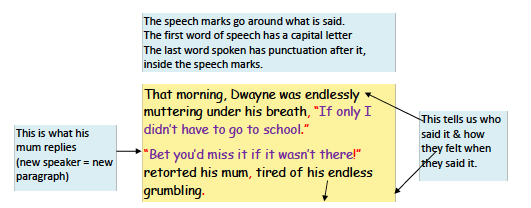 The speech marks go around what is said.
The first word of speech has a capital letter
The last word spoken has punctuation after it,
inside the speech marks.
That morning, Dwayne was endlessly
muttering under his breath, “If only I
didn’t have to go to school.”
This tells us who
said it & how
they felt when
they said it.
This is what his
mum replies
(new speaker = new
paragraph)
“Bet you’d miss it if it wasn’t there!”
retorted his mum, tired of his endless
grumbling.